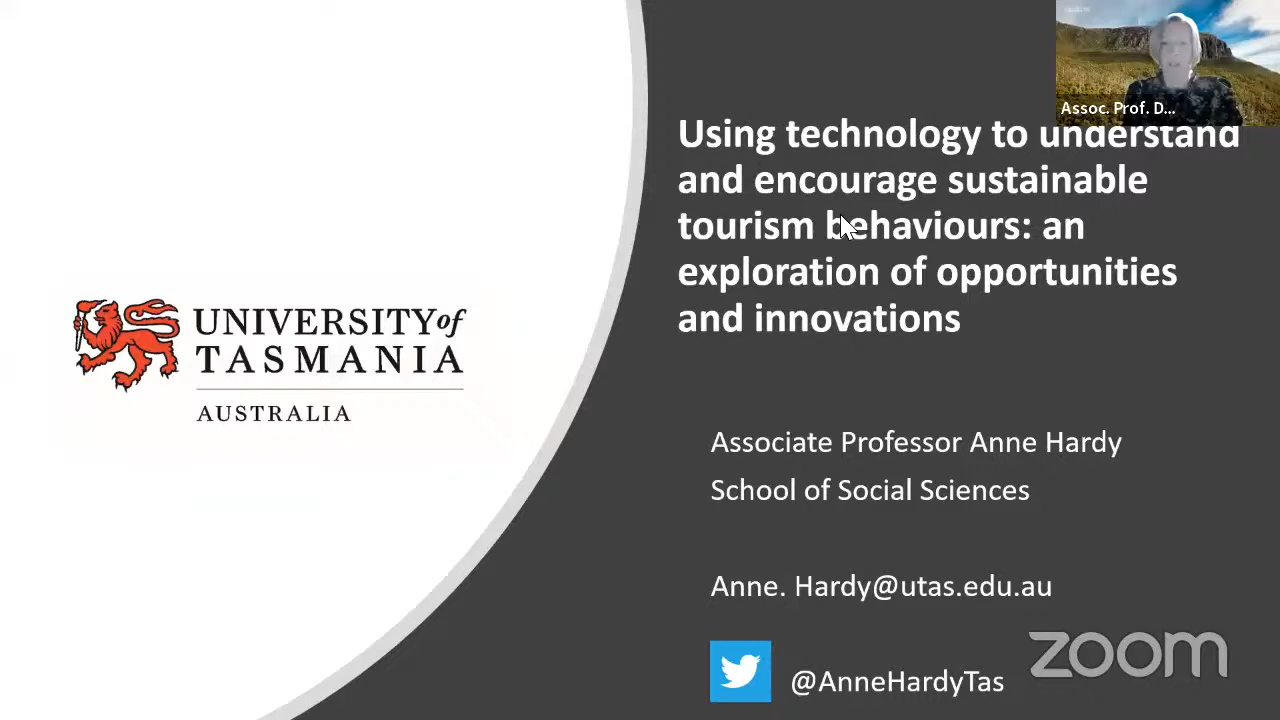 Assoc. Prof. D...
Using technology to understand
and encourage sustainable
tourism behaviours: an
exploration of opportunities
and innovations
UNIVERSITY of
TASMANIA
AUSTRALIA
Associate Professor Anne Hardy
School of Social Sciences
Anne. Hardy@utas.edu.au
@AnneHardyTas
zoom